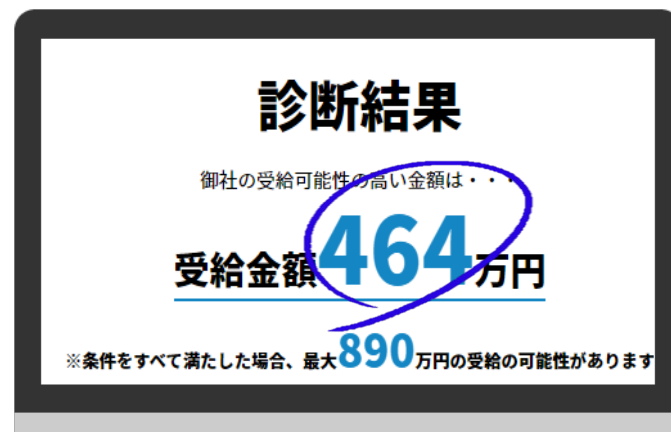 診断結果
御社の受給可能性の高い金額は・・・
受給金額464万円
※条件をすべて満たした場合、最大890万円の受給の可能性があります